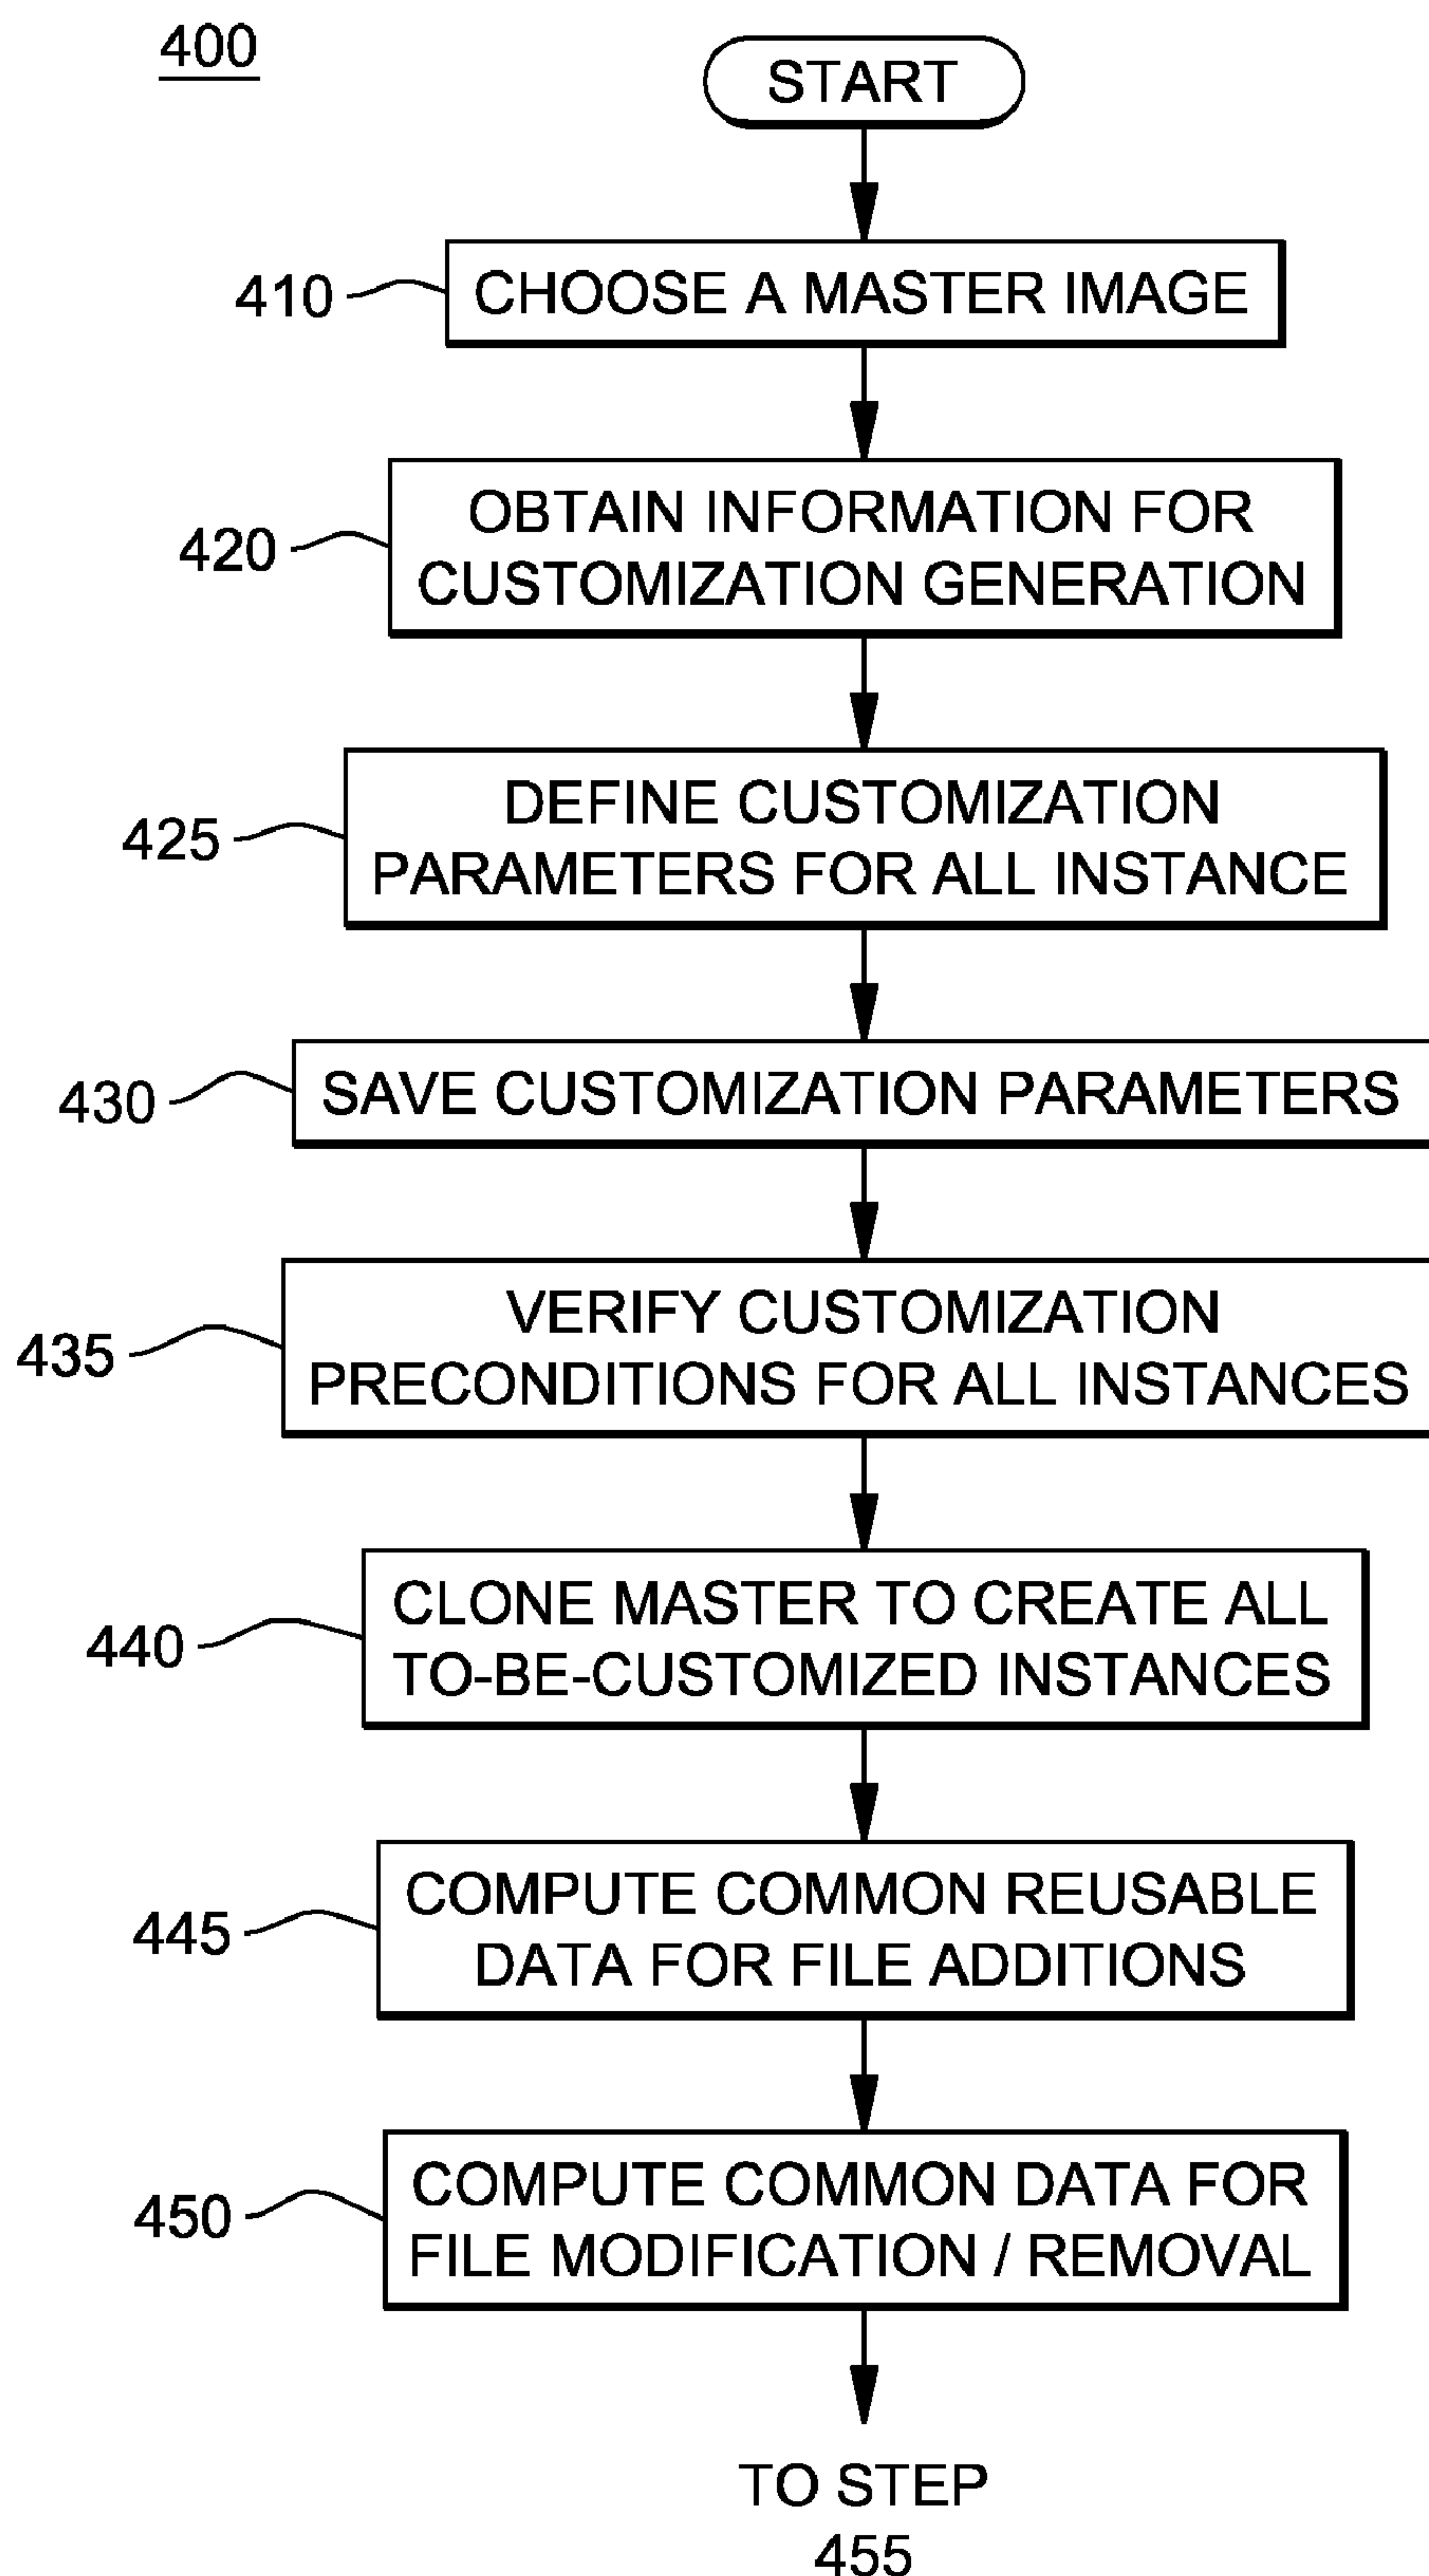 400
START
410
CHOOSE A MASTER IMAGE
420
OBTAIN INFORMATION FOR
CUSTOMIZATION GENERATION
425
DEFINE CUSTOMIZATION
PARAMETERS FOR ALL INSTANCE
430
SAVE CUSTOMIZATION PARAMETERS
435
VERIFY CUSTOMIZATION
PRECONDITIONS FOR ALL INSTANCES
440
CLONE MASTER TO CREATE ALL
TO-BE-CUSTOMIZED INSTANCES
445
COMPUTE COMMON REUSABLE
DATA FOR FILE ADDITIONS
450
COMPUTE COMMON DATA FOR
FILE MODIFICATION / REMOVAL
TO STEP
455